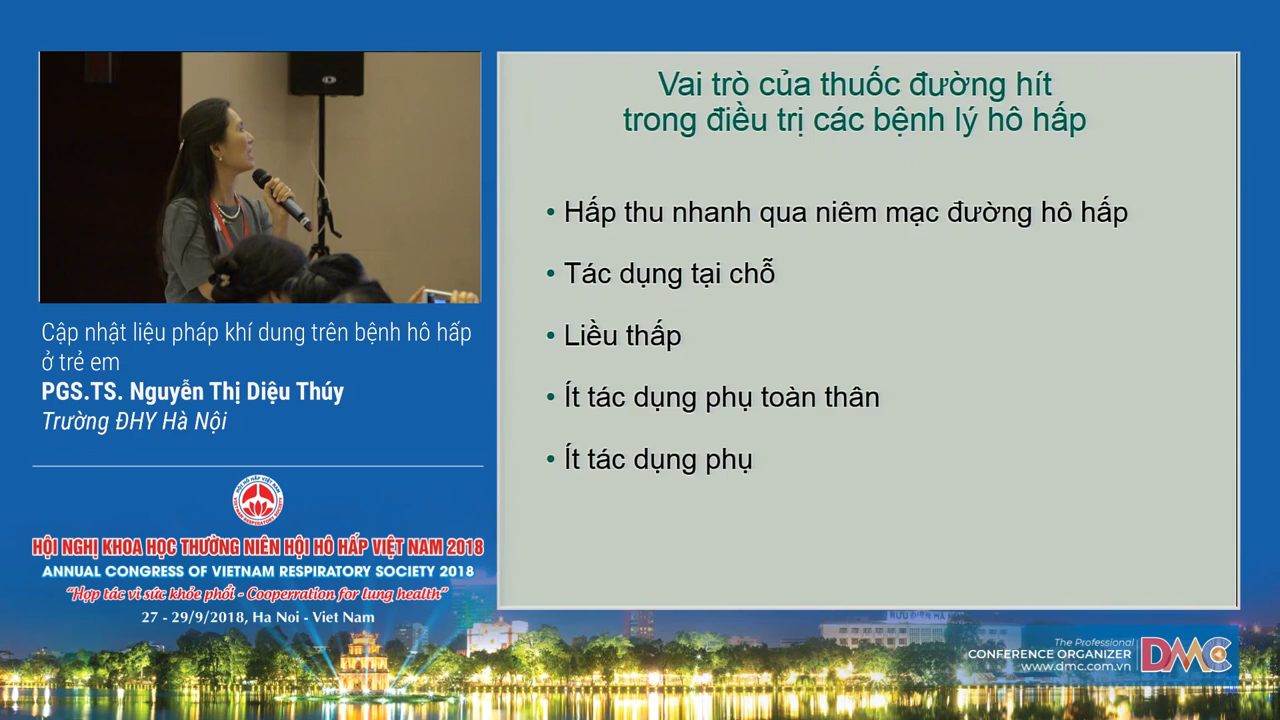 Vai trò của thuốc đường hít
trong điều trị các bệnh lý hô hấp
• Hấp thu nhanh qua niêm mạc đường hô hấp
• Tác dụng tại chỗ
• Liều thấp
• Ít tác dụng phụ toàn thân
• Ít tác dụng phụ
Cập nhật liệu pháp khí dung trên bệnh hô hấp
ở trẻ em
PGS.TS. Nguyễn Thị Diệu Thúy
Trường ĐHY Hà Nội
HỘI NGHỊ KHOA HỌC THƯỜNG NIÊN HỘI HÔ HẤP VIỆT NAM 2018
ANNUAL CONGRESS OF VIETNAM RESPIRATORY SOCIETY 2018
“Hợp tác vì sức khỏe phổi - Cooperration for lung health”
27 - 29/9/2018, Ha Noi - Viet Nam
The Professional
CONFERENCE ORGANIZER
www.dmc.com.vn
DMC